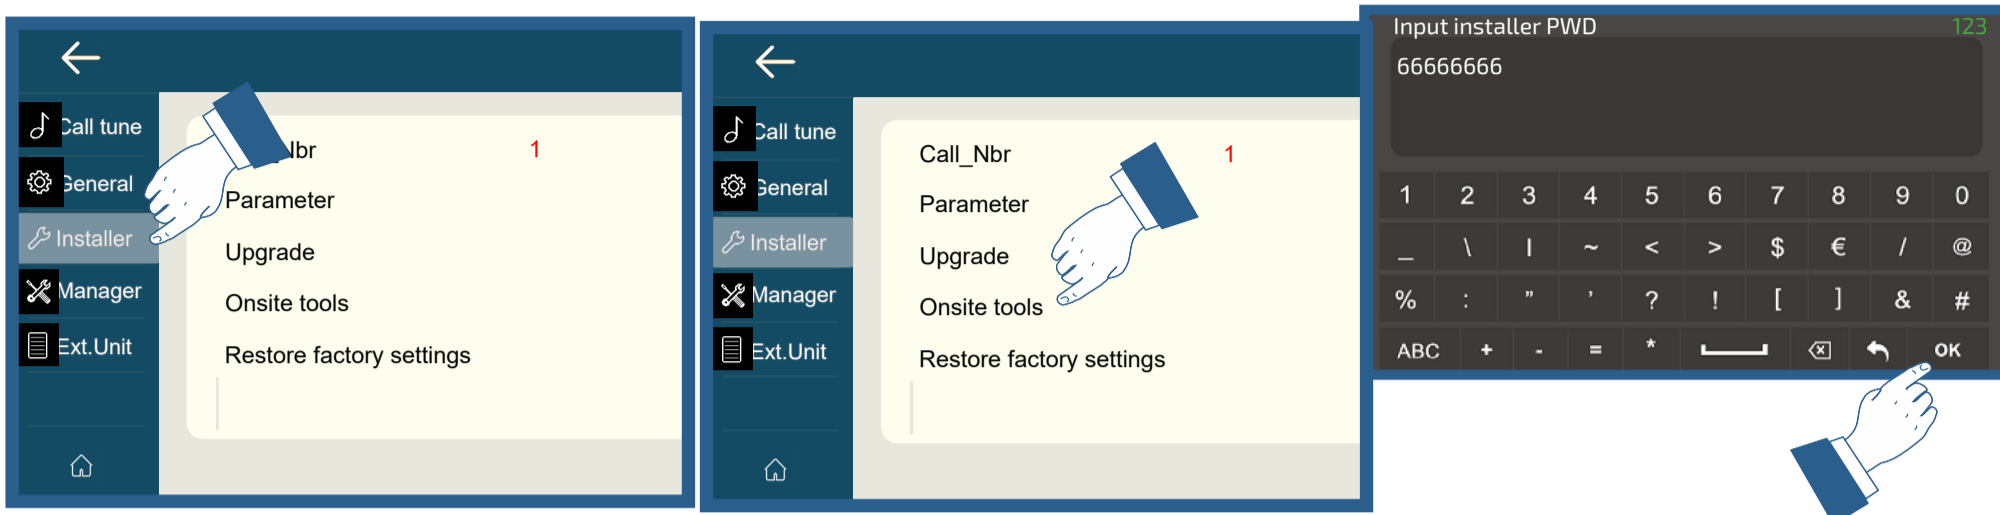 Call tune
General
Installer
Manager
Ext.Unit
Nbr 1
Parameter
Upgrade
Onsite tools
Restore factory settings
Call tune
General
Installer
Manager
Ext.Unit
Call_Nbr 1
Parameter
Upgrade
Onsite tools
Restore factory settings
Input installer PWD 123
66666666
1 2 3 4 5 6 7 8 9 0
_ \ | ~ < > $ € / @
% : " ' ? ! [ ] & #
ABC + - = * OK